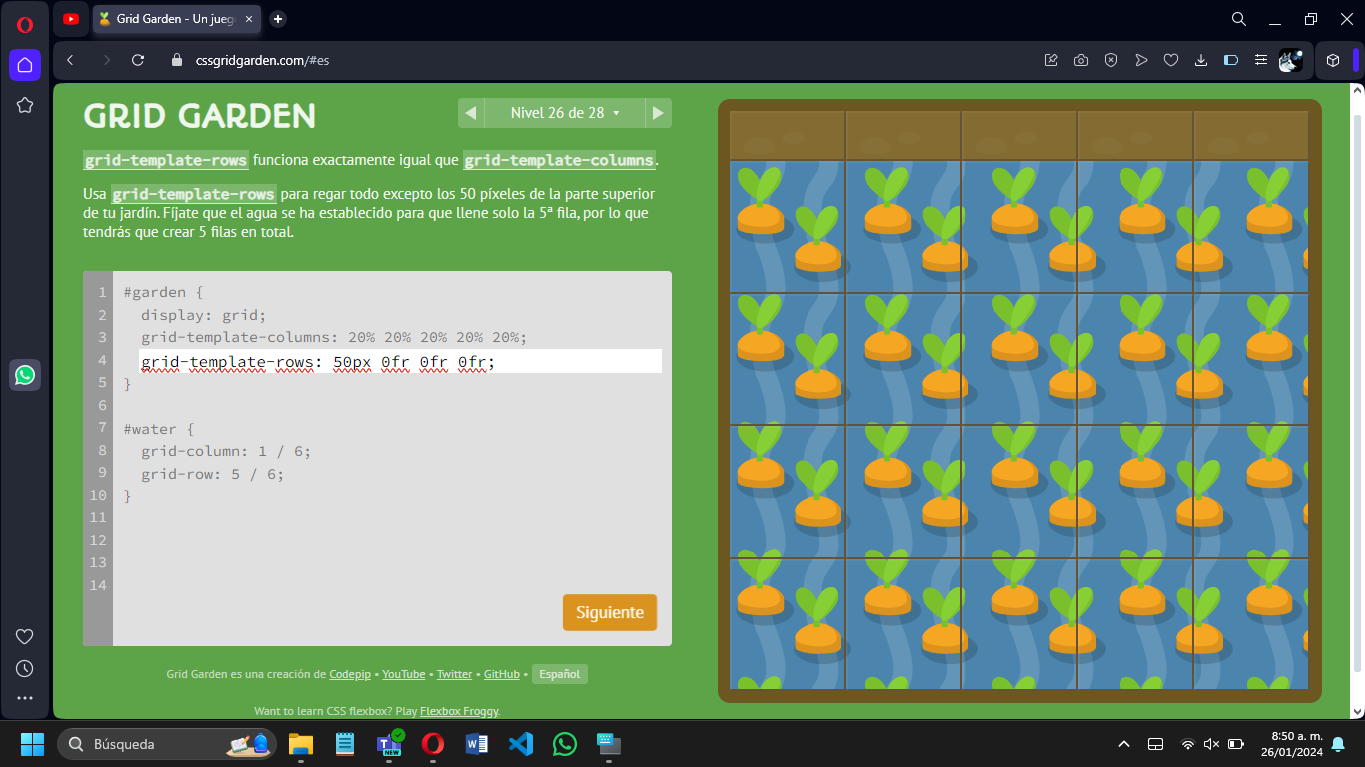 Grid Garden - Un jueg
cssgridgarden.com/#es
GRID GARDEN
Nivel 26 de 28
grid-template-rows funciona exactamente igual que grid-template-columns.
Usa grid-template-rows para regar todo excepto los 50 píxeles de la parte superior
de tu jardín. Fíjate que el agua se ha establecido para que llene solo la 5ª fila, por lo que
tendrás que crear 5 filas en total.
1 #garden {
2 display: grid;
3 grid-template-columns: 20% 20% 20% 20% 20%;
4 grid-template-rows: 50px 0fr 0fr 0fr;
5 }
6
7 #water {
8 grid-column: 1 / 6;
9 grid-row: 5 / 6;
10 }
11
12
13
14
Siguiente
Grid Garden es una creación de Codepip • YouTube • Twitter • GitHub • Español
Want to learn CSS flexbox? Play Flexbox Froggy.
Búsqueda
NEW
8:50 a. m.
26/01/2024